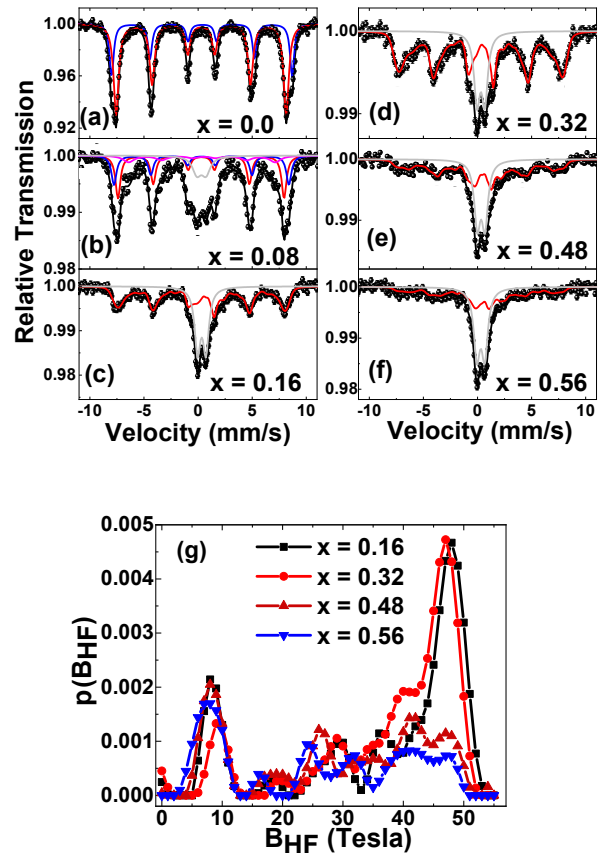 Relative Transmission
1.00
0.96
0.92
(a)
x = 0.0
1.00
0.99
0.98
(b)
x = 0.08
1.00
0.99
0.98
(c)
x = 0.16
-10 -5 0 5 10
Velocity (mm/s)
1.00
0.99
(d)
x = 0.32
1.00
0.99
(e)
x = 0.48
1.00
0.99
0.98
(f)
x = 0.56
-10 -5 0 5 10
Velocity (mm/s)
p(BHF)
0.005
0.004
0.003
0.002
0.001
0.000
(g)
x = 0.16
x = 0.32
x = 0.48
x = 0.56
0 10 20 30 40 50
BHF (Tesla)